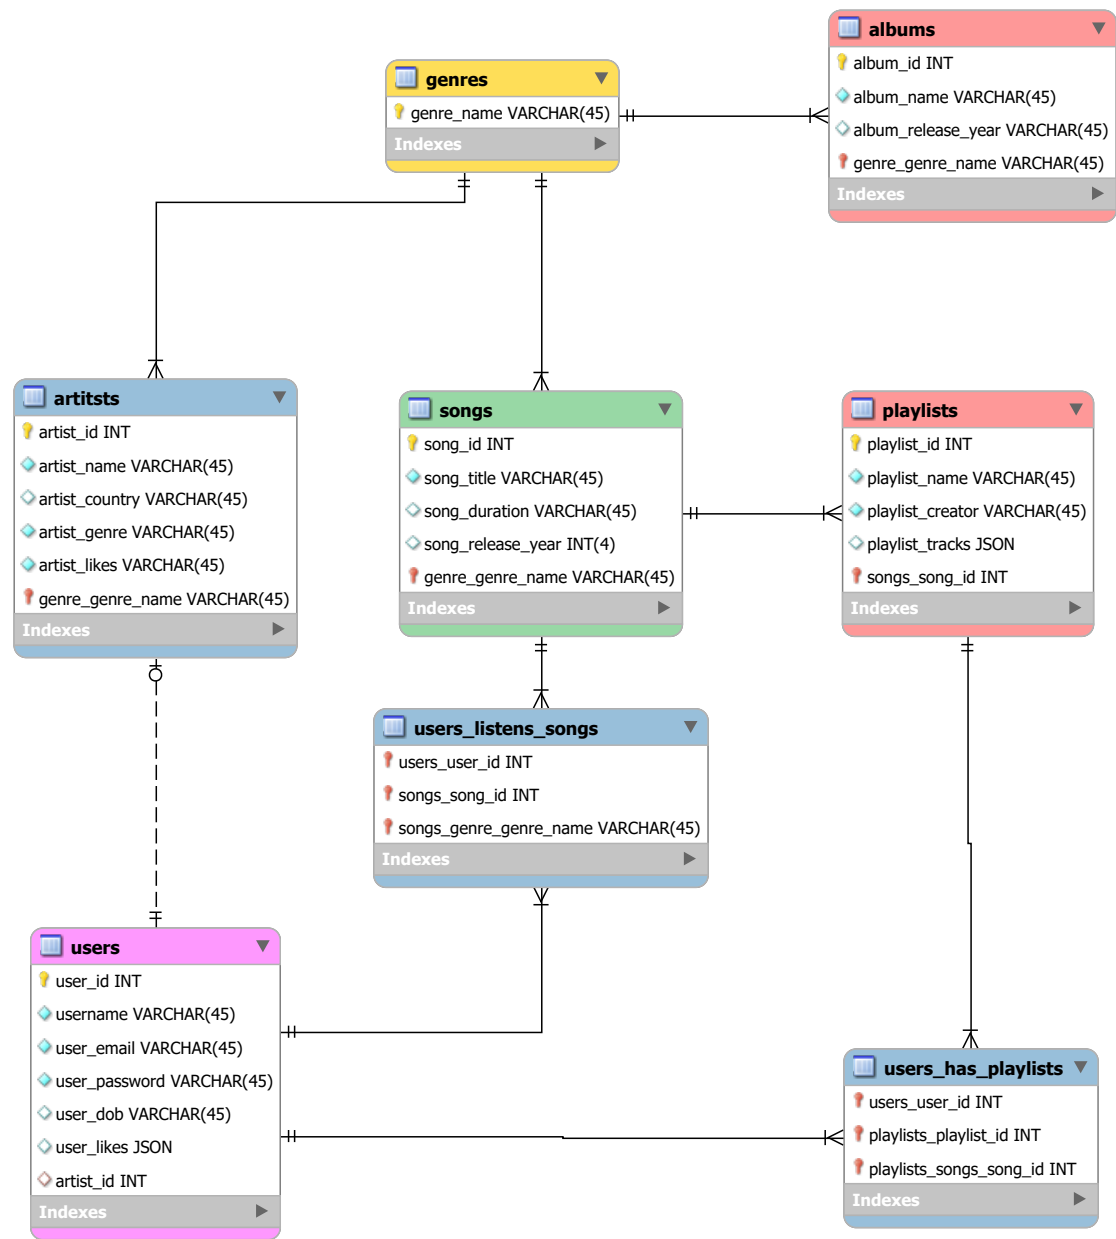 albums
album_id INT
album_name VARCHAR(45)
album_release_year VARCHAR(45)
genre_genre_name VARCHAR(45)
Indexes
genres
genre_name VARCHAR(45)
Indexes
artitsts
artist_id INT
artist_name VARCHAR(45)
artist_country VARCHAR(45)
artist_genre VARCHAR(45)
artist_likes VARCHAR(45)
genre_genre_name VARCHAR(45)
Indexes
songs
song_id INT
song_title VARCHAR(45)
song_duration VARCHAR(45)
song_release_year INT(4)
genre_genre_name VARCHAR(45)
Indexes
playlists
playlist_id INT
playlist_name VARCHAR(45)
playlist_creator VARCHAR(45)
playlist_tracks JSON
songs_song_id INT
Indexes
users_listens_songs
users_user_id INT
songs_song_id INT
songs_genre_genre_name VARCHAR(45)
Indexes
users
user_id INT
username VARCHAR(45)
user_email VARCHAR(45)
user_password VARCHAR(45)
user_dob VARCHAR(45)
user_likes JSON
artist_id INT
Indexes
users_has_playlists
users_user_id INT
playlists_playlist_id INT
playlists_songs_song_id INT
Indexes